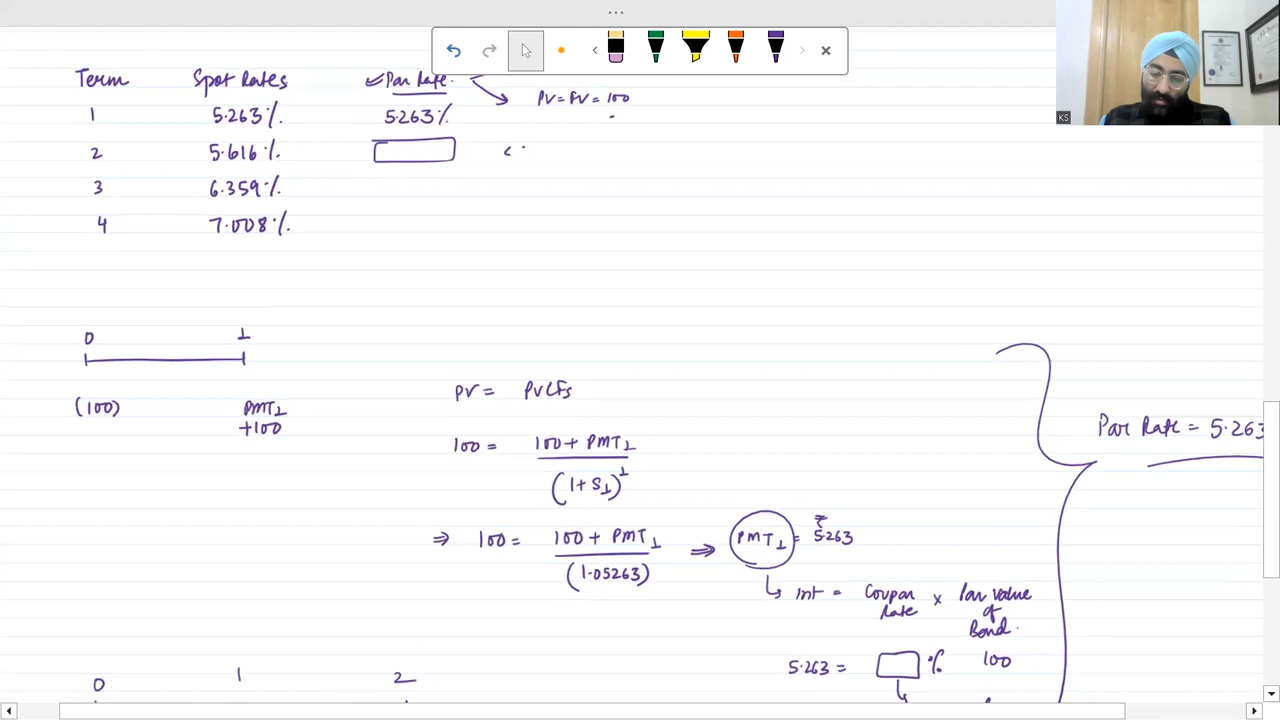 Term Spot Rates ✓Par Rate.
PV = FV = 100
1 5.263% 5.263%
2 5.616%
3 6.359%
4 7.008%
0 1
(100) PMT1
+100
PV = PVCFs
100 = 100 + PMT1
(1+S1)^1
Par Rate = 5.263
⇒ 100 = 100 + PMT1 ⇒ PMT1 = ₹5.263
(1.05263)
↳ Int = Coupon Rate × Par Value of Bond.
5.263 = % 100
0 1 2
KS